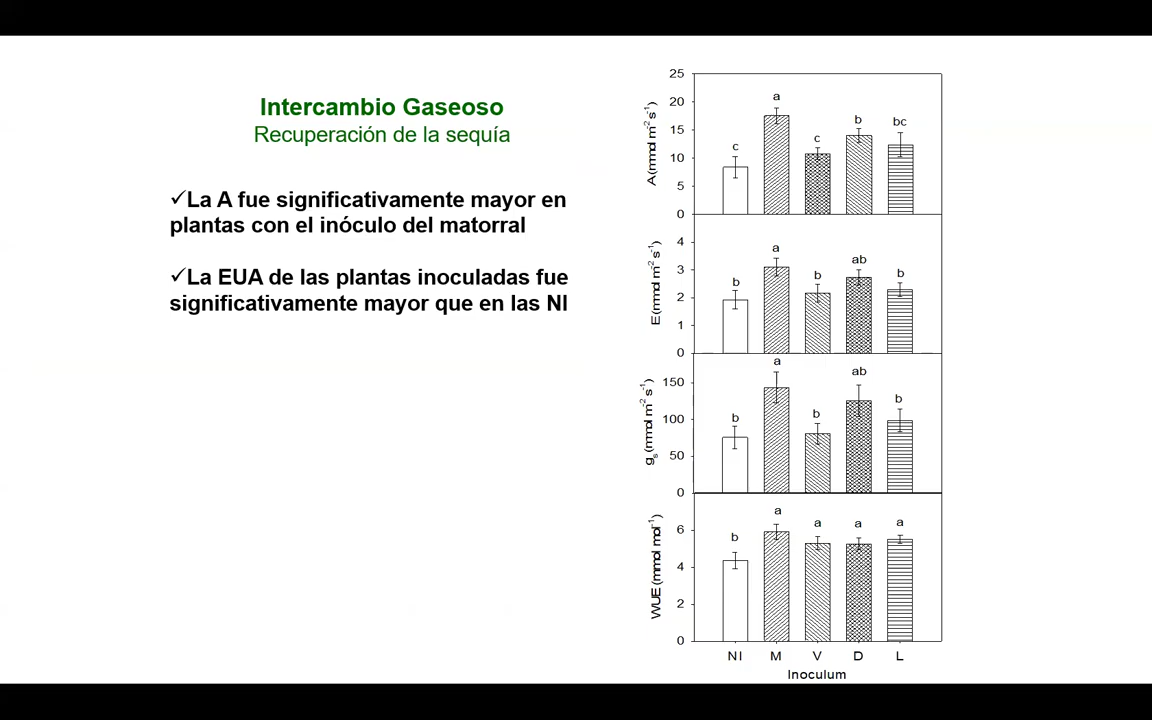 Intercambio Gaseoso
Recuperación de la sequía
✓La A fue significativamente mayor en
plantas con el inóculo del matorral
✓La EUA de las plantas inoculadas fue
significativamente mayor que en las NI
A (mmol m⁻² s⁻¹)
25
20
15
10
5
0
c
a
c
b
bc
E (mmol m⁻² s⁻¹)
4
3
2
1
0
b
a
b
ab
b
gs (mmol m⁻² s⁻¹)
150
100
50
0
b
a
b
ab
b
WUE (mmol mol⁻¹)
6
4
2
0
b
a
a
a
a
NI M V D L
Inoculum